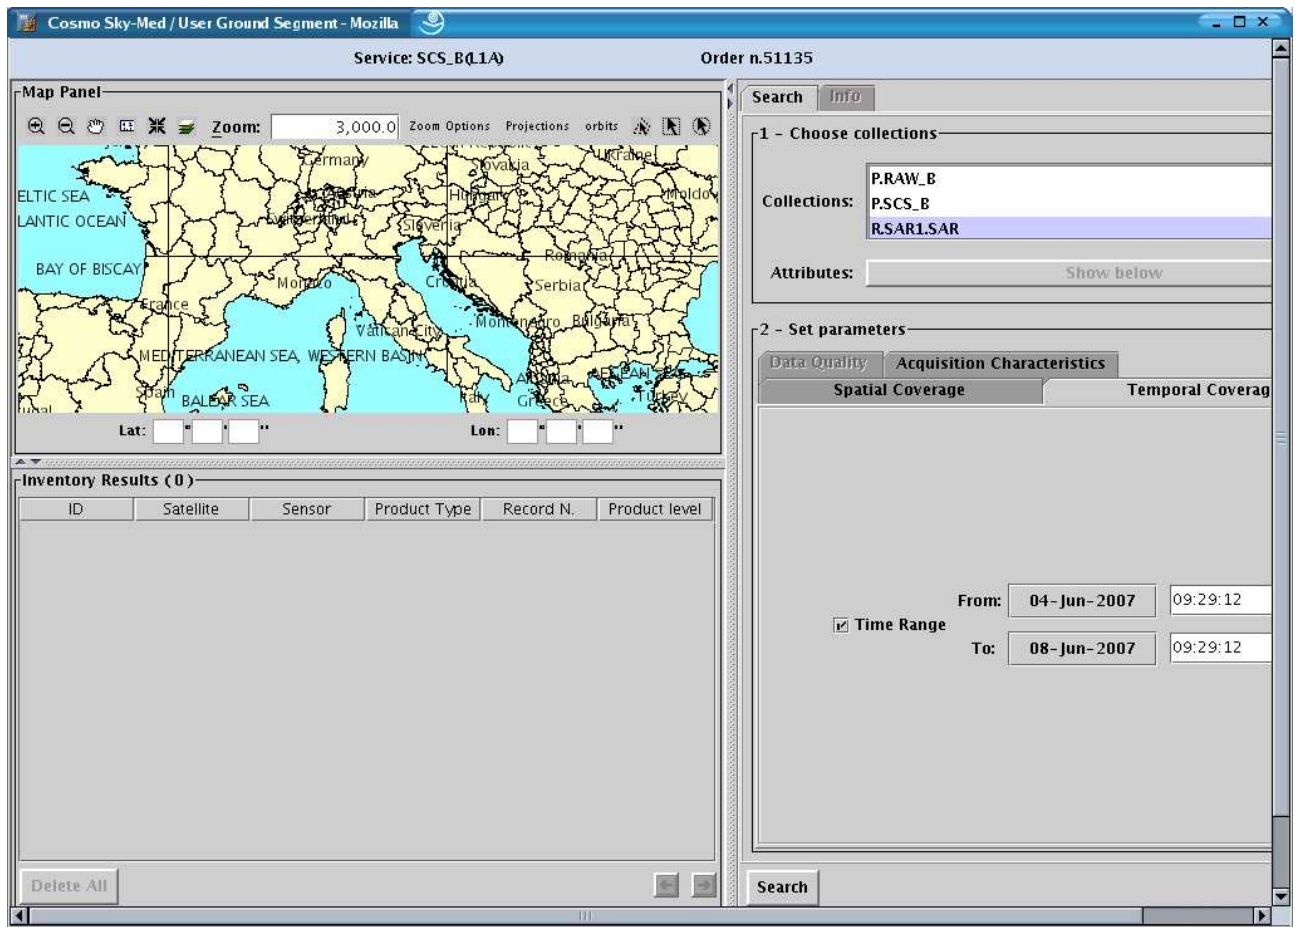 Cosmo Sky-Med / User Ground Segment - Mozilla
Service: SCS_B(L1A) Order n.51135
Map Panel
Zoom: 3,000.0 Zoom Options Projections orbits
Germany
Slovakia
Ukraine
ELTIC SEA
Hungary
Moldo
LANTIC OCEAN
Switzerland
Slovenia
Romania
BAY OF BISCAY
Monaco
Croatia
Serbia
France
Vatican City
Montenegro
Bulgaria
MEDITERRANEAN SEA, WESTERN BASIN
Albania
AEGEAN SEA
Spain
BALEAR SEA
Italy
Greece
Turkey
tugal
Lat: ° ' '' Lon: ° ' ''
Inventory Results ( 0 )
ID Satellite Sensor Product Type Record N. Product level
Delete All
Search Info
1 - Choose collections
Collections:
P.RAW_B
P.SCS_B
R.SAR1.SAR
Attributes: Show below
2 - Set parameters
Data Quality Acquisition Characteristics
Spatial Coverage Temporal Coverag
From: 04-Jun-2007 09:29:12
Time Range
To: 08-Jun-2007 09:29:12
Search